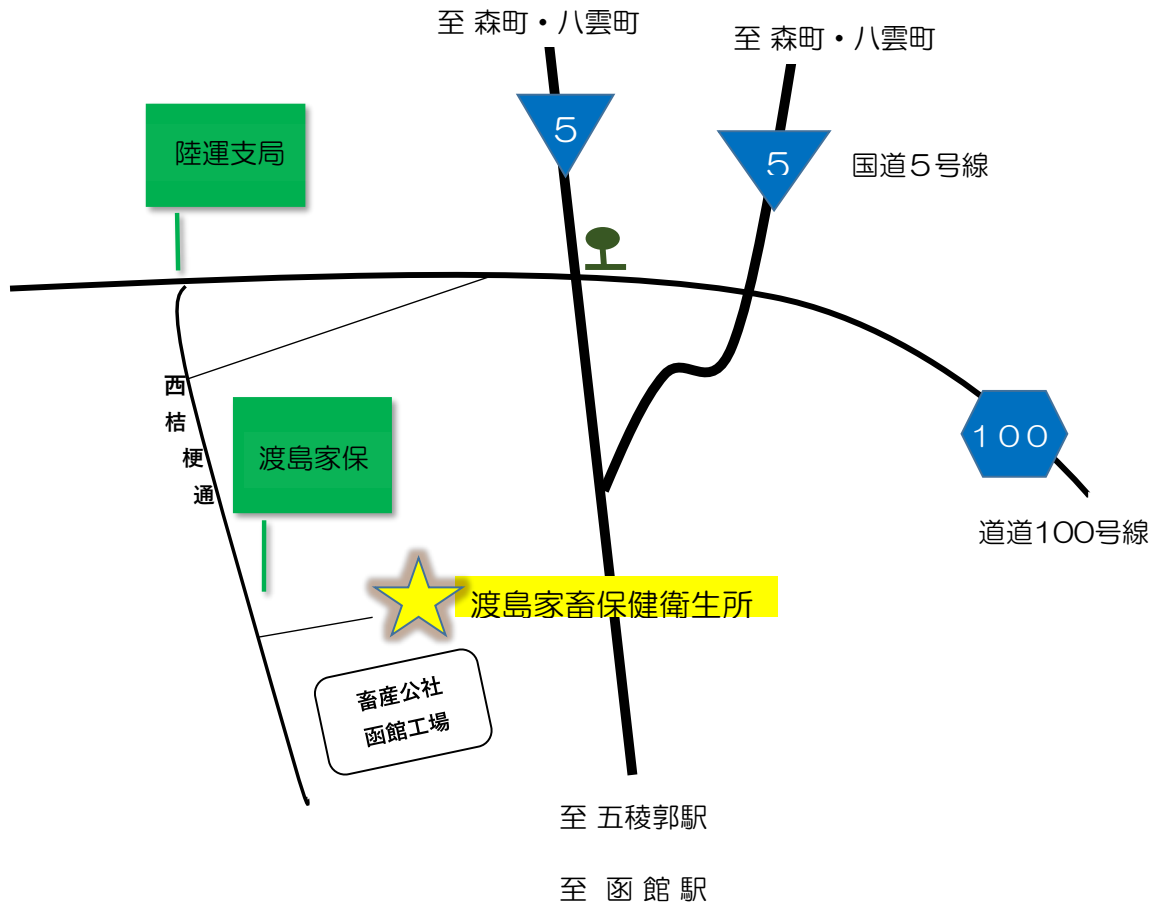 至 森町・八雲町
至 森町・八雲町
5
5
国道5号線
陸運支局
西桔梗通
渡島家保
100
道道100号線
渡島家畜保健衛生所
畜産公社
函館工場
至 五稜郭駅
至 函館駅